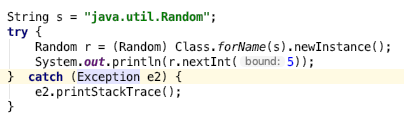 String s = "java.util.Random";
try {
    Random r = (Random) Class.forName(s).newInstance();
    System.out.println(r.nextInt( bound: 5));
}  catch (Exception e2) {
    e2.printStackTrace();
}